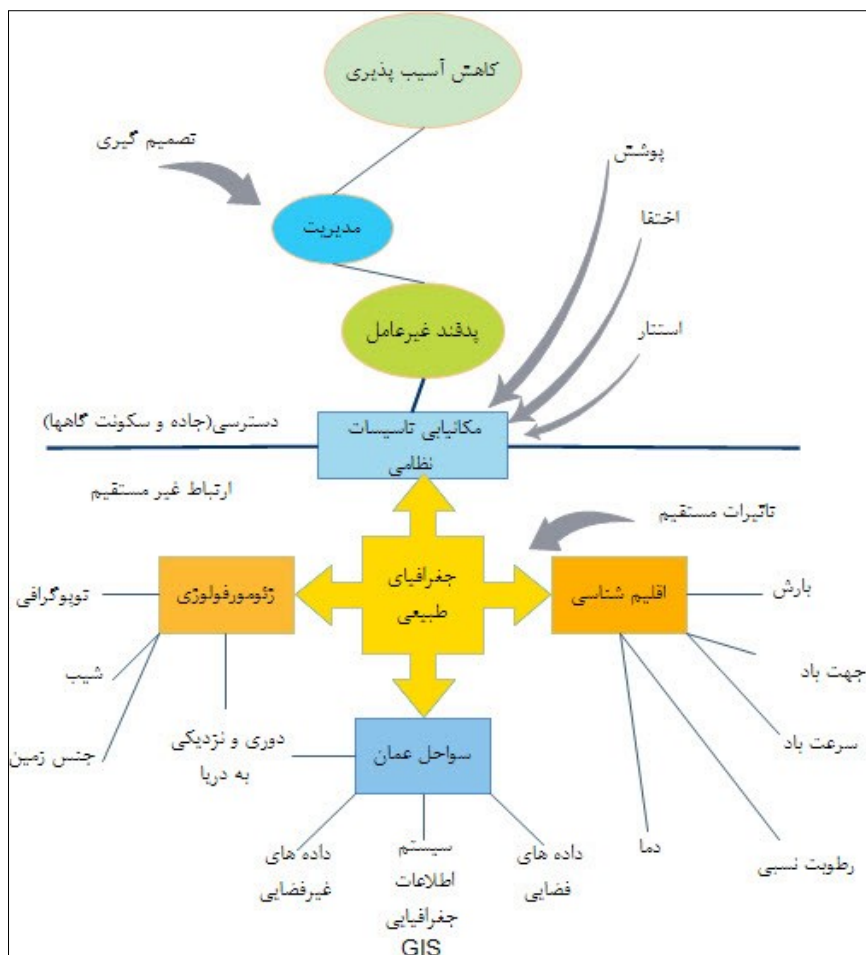 کاهش آسیب پذیری
تصمیم گیری
پوشش
مدیریت
اختفا
استتار
پدقند غیرعامل
دسترسی(جاده و سکونت گاهها)
مکانیابی تاسیسات
نظامی
ارتباط غیر مستقیم
تاثیرات مستقیم
جغرافیای
طبیعی
ژئومورفولوژی
توپوگرافی
شیب
جنس زمین
دوری و نزدیکی
به دریا
اقلیم شناسی
بارش
جهت باد
سرعت باد
رطوبت نسبی
دما
سواحل عمان
داده های
فضایی
سیستم
اطلاعات
جغرافیایی
GIS
داده های
غیرفضایی